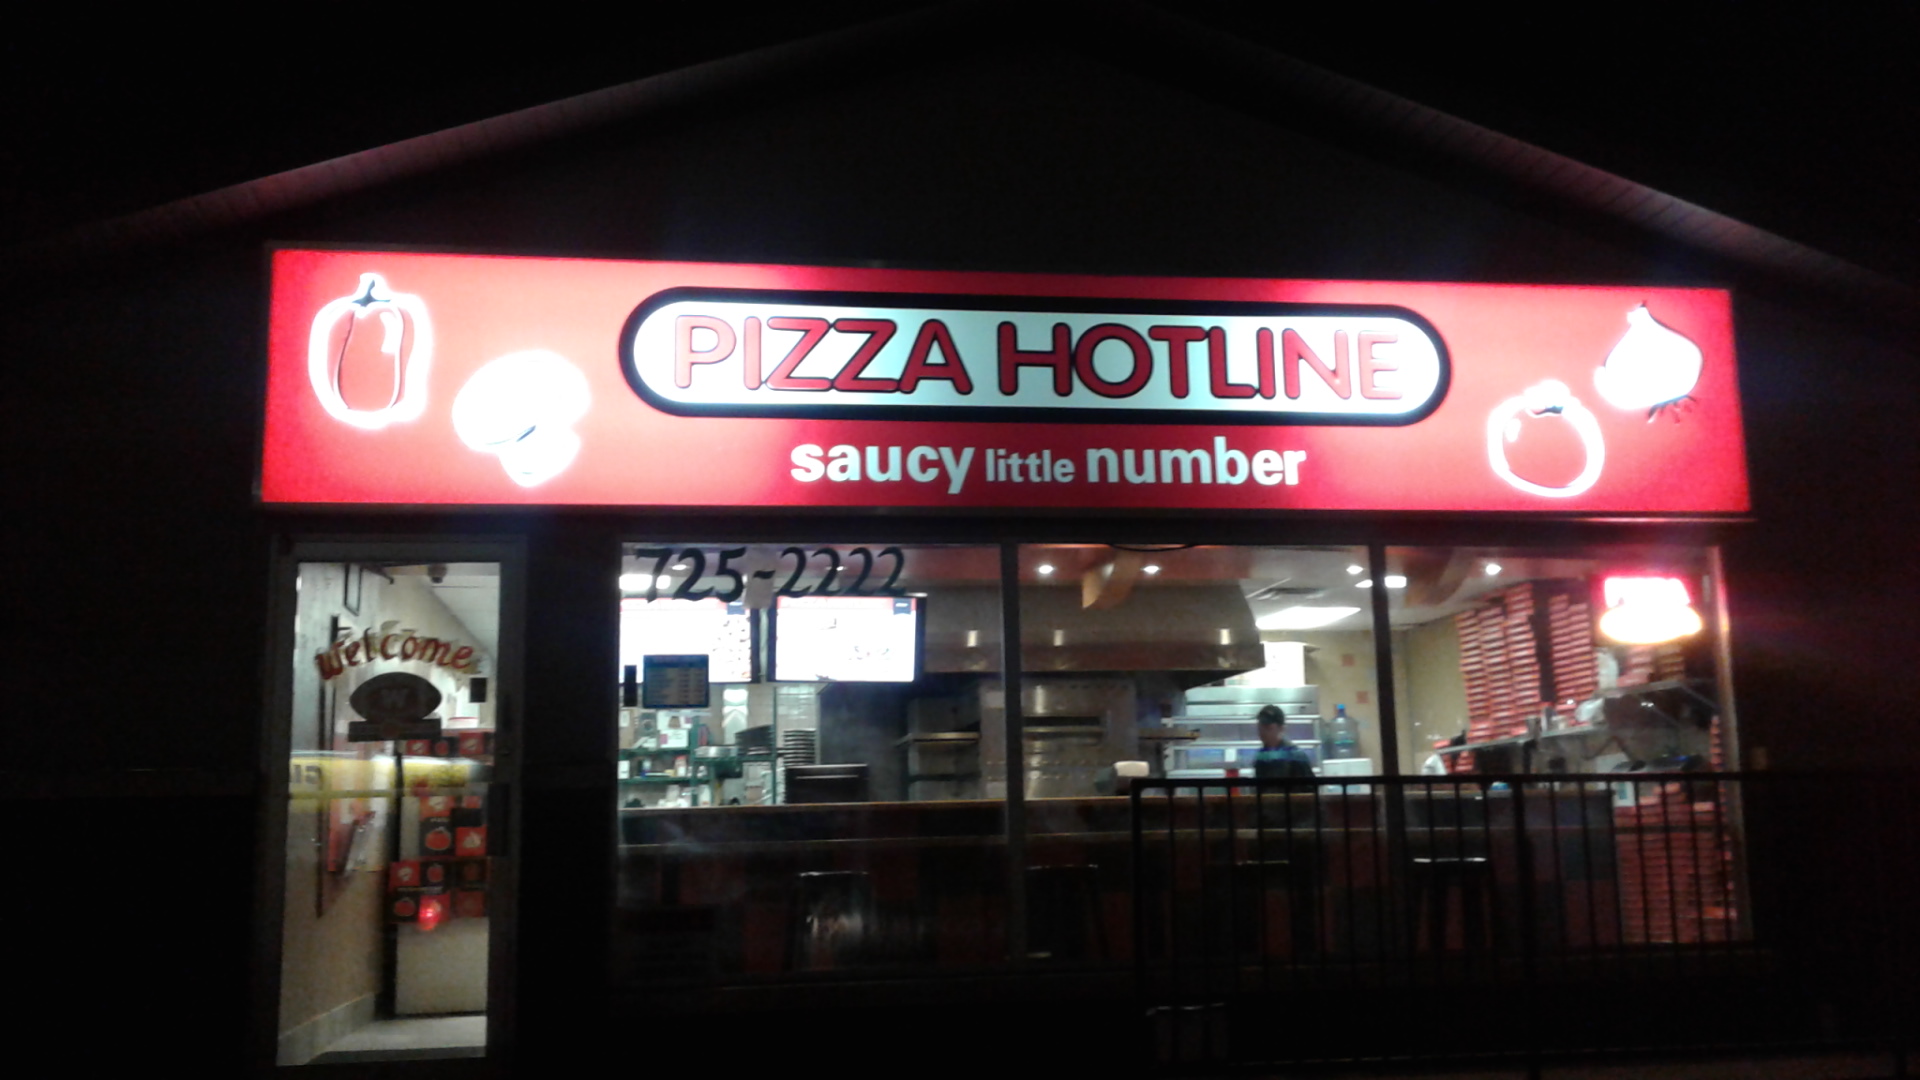 PIZZA HOTLINE
saucy little number
725-2222
Welcome
W